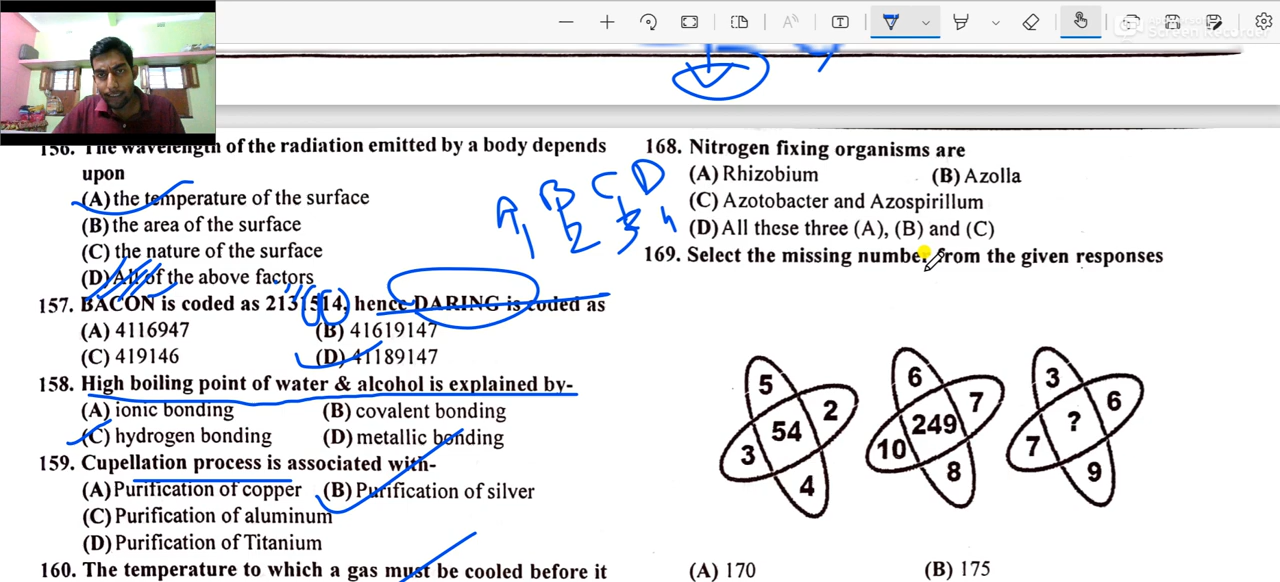 Screen Recorder
156. The wavelength of the radiation emitted by a body depends
upon
(A) the temperature of the surface
(B) the area of the surface
(C) the nature of the surface
(D) All of the above factors
157. BACON is coded as 2131514, hence DARING is coded as
(A) 4116947 (B) 41619147
(C) 419146 (D) 41189147
158. High boiling point of water & alcohol is explained by-
(A) ionic bonding (B) covalent bonding
(C) hydrogen bonding (D) metallic bonding
159. Cupellation process is associated with-
(A) Purification of copper (B) Purification of silver
(C) Purification of aluminum
(D) Purification of Titanium
160. The temperature to which a gas must be cooled before it
A B C D
1 2 3 4
168. Nitrogen fixing organisms are
(A) Rhizobium (B) Azolla
(C) Azotobacter and Azospirillum
(D) All these three (A), (B) and (C)
169. Select the missing number from the given responses
5 2 54 3 4
6 7 249 10 8
3 6 ? 7 9
(A) 170 (B) 175